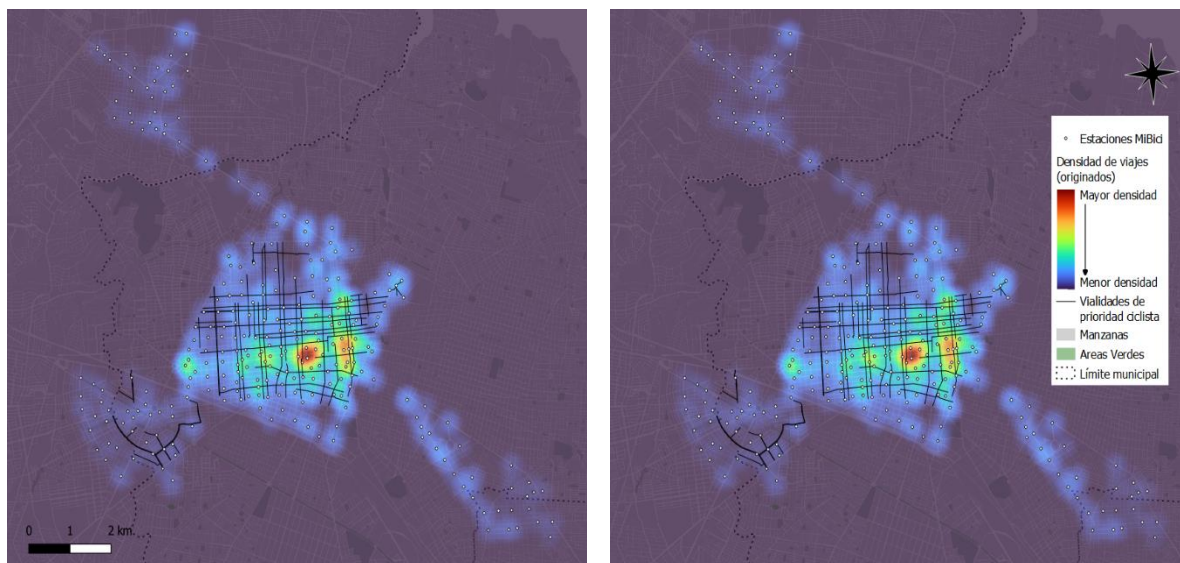 Estaciones MiBici
Densidad de viajes
(originados)
Mayor densidad
Menor densidad
Vialidades de
prioridad ciclista
Manzanas
Areas Verdes
Límite municipal
0 1 2 km.